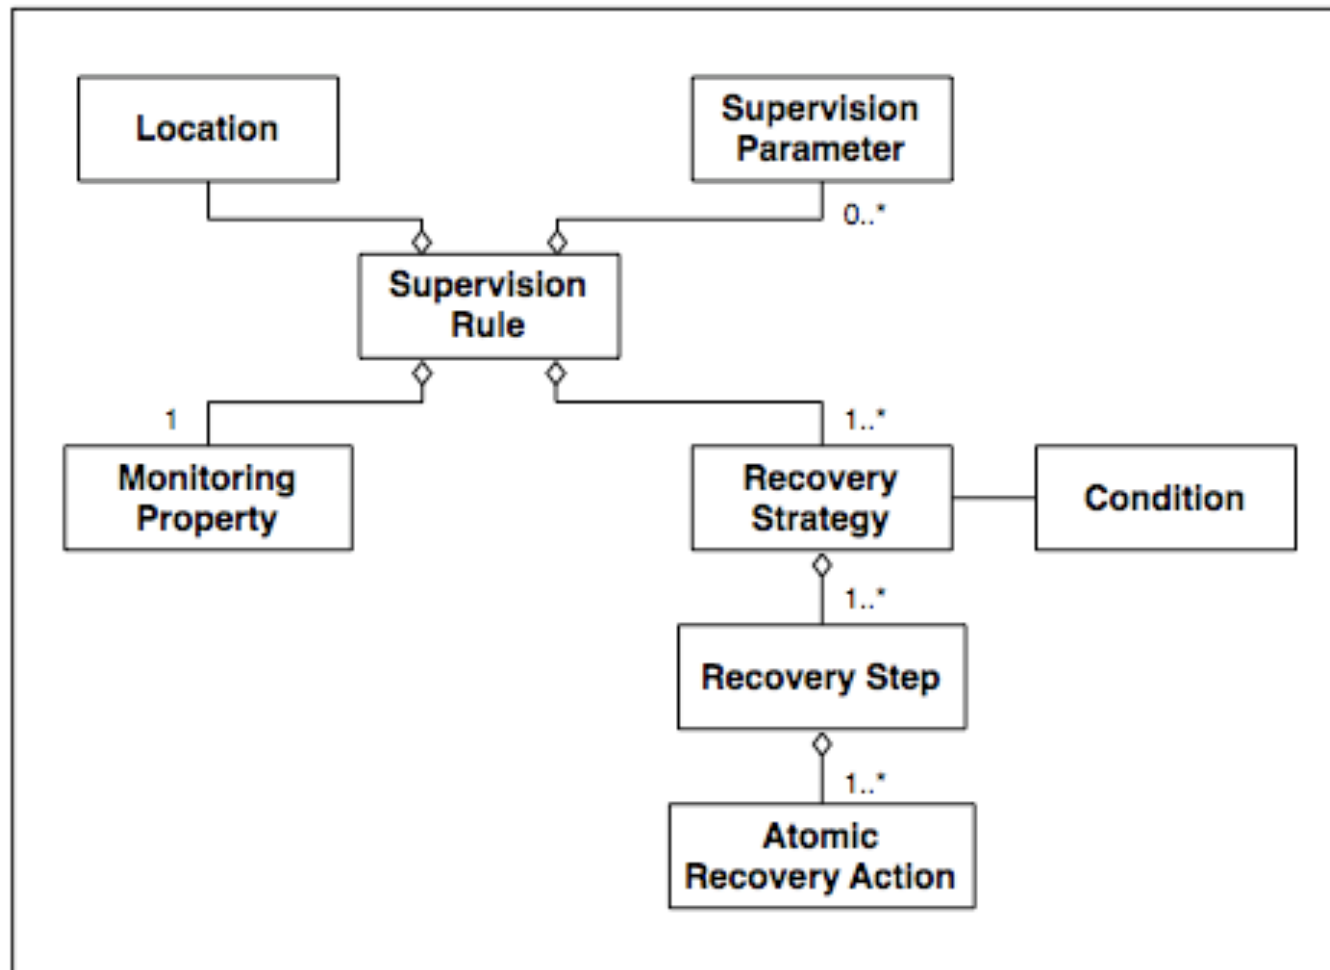 Location
Supervision
Parameter
0..*
Supervision
Rule
1
1..*
Monitoring
Property
Recovery
Strategy
Condition
1..*
Recovery Step
1..*
Atomic
Recovery Action